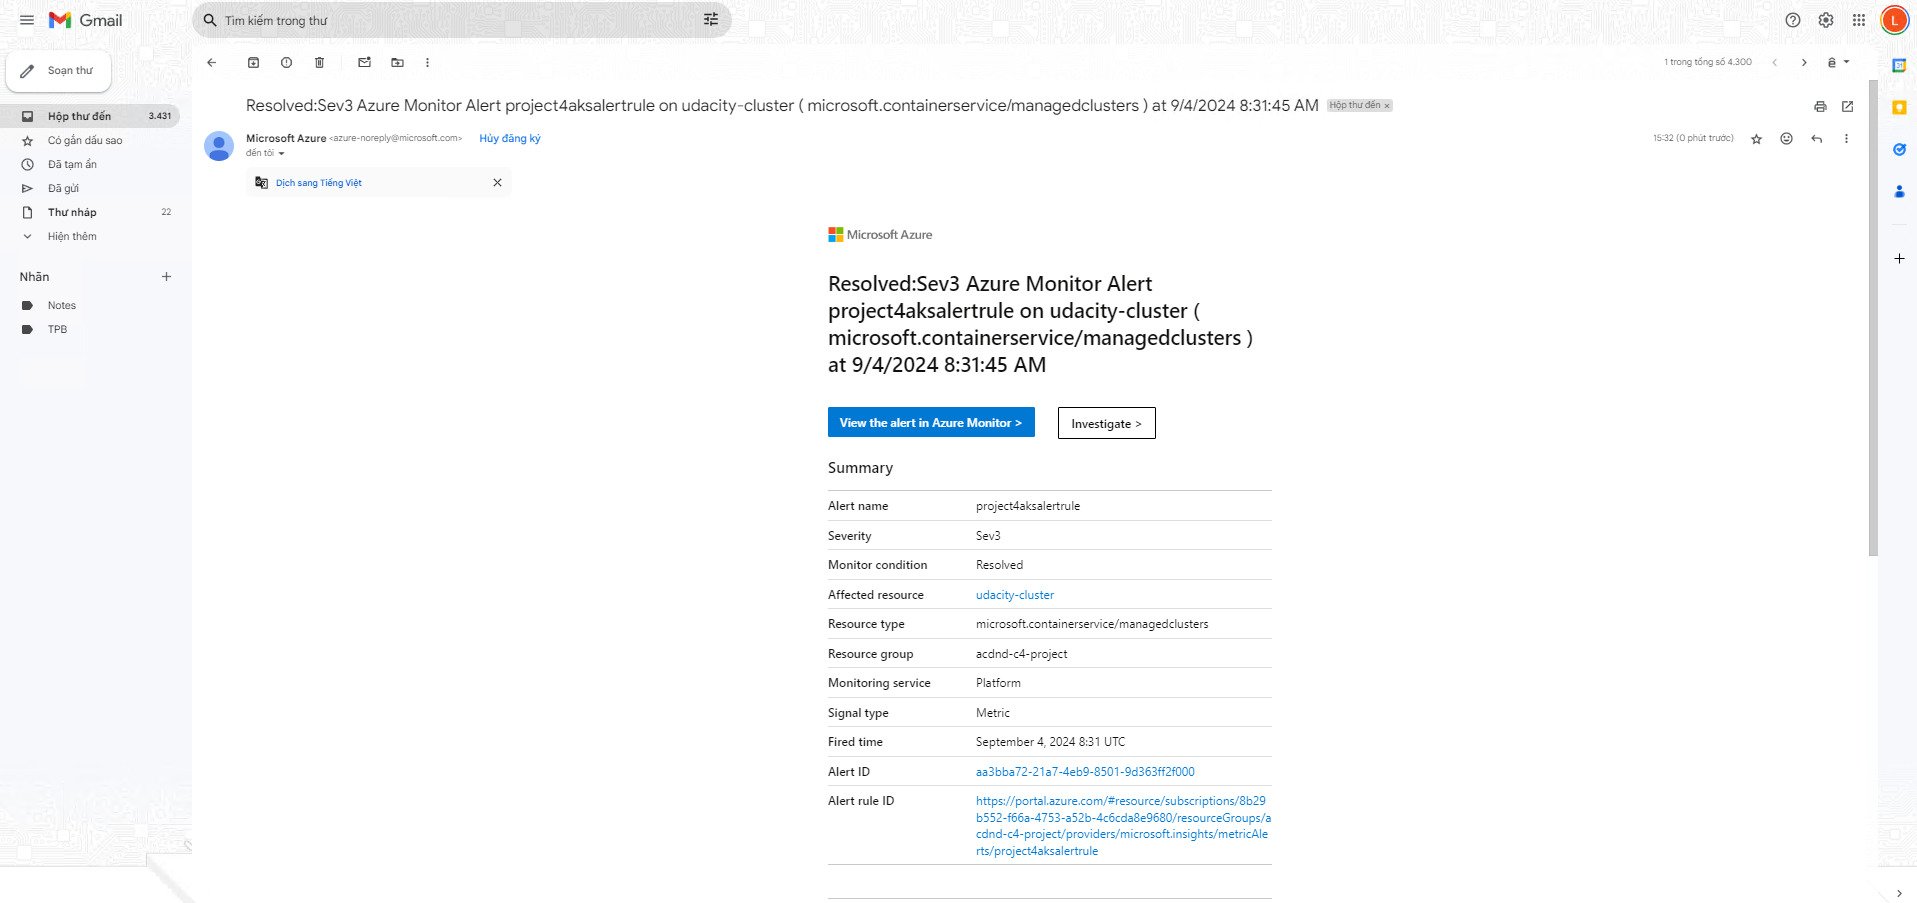 Gmail
Tìm kiếm trong thư
L
Soạn thư
1 trong tổng số 4.300
Hộp thư đến 3.431
Có gắn dấu sao
Đã tạm ẩn
Đã gửi
Thư nháp 22
Hiện thêm
Nhãn
Notes
TPB
Resolved:Sev3 Azure Monitor Alert project4aksalertrule on udacity-cluster ( microsoft.containerservice/managedclusters ) at 9/4/2024 8:31:45 AM Hộp thư đến ×
Microsoft Azure <azure-noreply@microsoft.com> Hủy đăng ký 15:32 (0 phút trước)
đến tôi
Dịch sang Tiếng Việt
Microsoft Azure
Resolved:Sev3 Azure Monitor Alert
project4aksalertrule on udacity-cluster (
microsoft.containerservice/managedclusters )
at 9/4/2024 8:31:45 AM
View the alert in Azure Monitor > Investigate >
Summary
Alert name project4aksalertrule
Severity Sev3
Monitor condition Resolved
Affected resource udacity-cluster
Resource type microsoft.containerservice/managedclusters
Resource group acdnd-c4-project
Monitoring service Platform
Signal type Metric
Fired time September 4, 2024 8:31 UTC
Alert ID aa3bba72-21a7-4eb9-8501-9d363ff2f000
Alert rule ID https://portal.azure.com/#resource/subscriptions/8b29
b552-f66a-4753-a52b-4c6cda8e9680/resourceGroups/a
cdnd-c4-project/providers/microsoft.insights/metricAle
rts/project4aksalertrule